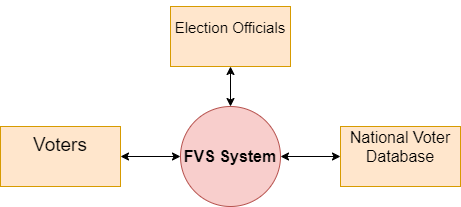 Election Officials
Voters
FVS System
National Voter
Database